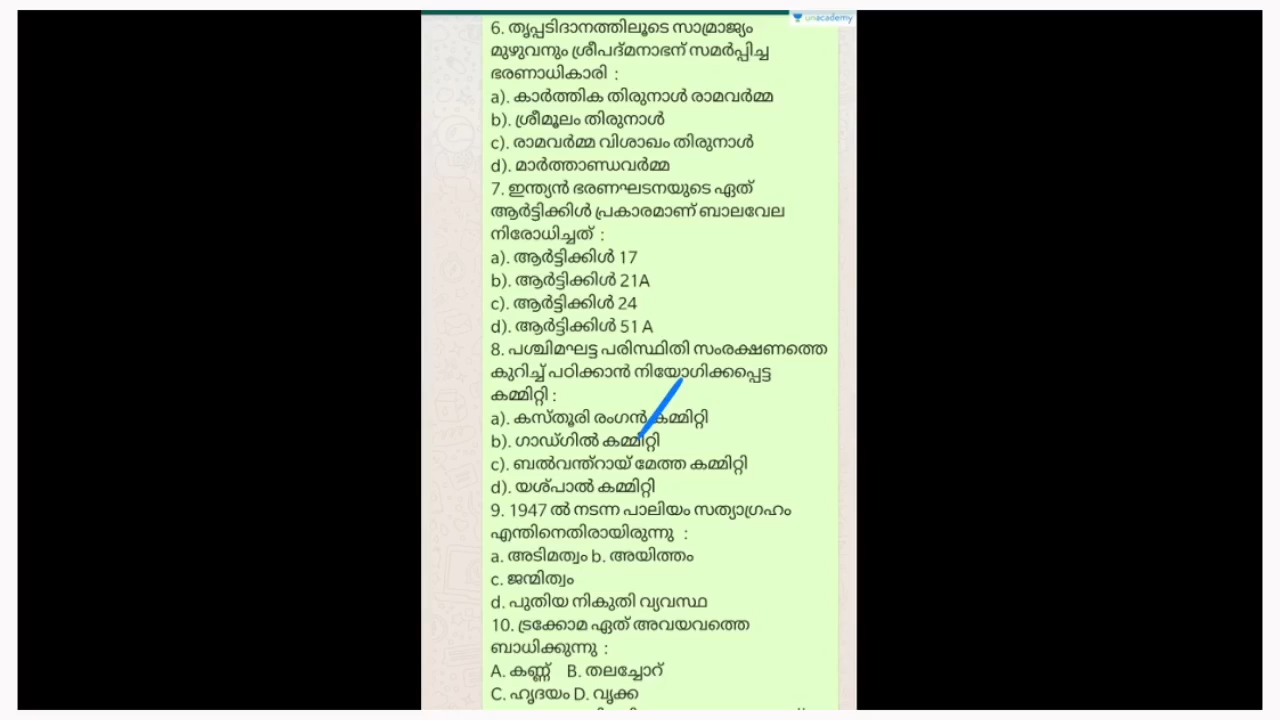 unacademy
6. തൃപ്പടിദാനത്തിലൂടെ സാമ്രാജ്യം
മുഴുവനും ശ്രീപദ്മനാഭന് സമർപ്പിച്ച
ഭരണാധികാരി :
a). കാർത്തിക തിരുനാൾ രാമവർമ്മ
b). ശ്രീമൂലം തിരുനാൾ
c). രാമവർമ്മ വിശാഖം തിരുനാൾ
d). മാർത്താണ്ഡവർമ്മ
7. ഇന്ത്യൻ ഭരണഘടനയുടെ ഏത്
ആർട്ടിക്കിൾ പ്രകാരമാണ് ബാലവേല
നിരോധിച്ചത് :
a). ആർട്ടിക്കിൾ 17
b). ആർട്ടിക്കിൾ 21A
c). ആർട്ടിക്കിൾ 24
d). ആർട്ടിക്കിൾ 51 A
8. പശ്ചിമഘട്ട പരിസ്ഥിതി സംരക്ഷണത്തെ
കുറിച്ച് പഠിക്കാൻ നിയോഗിക്കപ്പെട്ട
കമ്മിറ്റി :
a). കസ്തൂരി രംഗൻ കമ്മിറ്റി
b). ഗാഡ്ഗിൽ കമ്മിറ്റി
c). ബൽവന്ത്റായ് മേത്ത കമ്മിറ്റി
d). യശ്പാൽ കമ്മിറ്റി
9. 1947 ൽ നടന്ന പാലിയം സത്യാഗ്രഹം
എന്തിനെതിരായിരുന്നു :
a. അടിമത്വം b. അയിത്തം
c. ജന്മിത്വം
d. പുതിയ നികുതി വ്യവസ്ഥ
10. ട്രക്കോമ ഏത് അവയവത്തെ
ബാധിക്കുന്നു :
A. കണ്ണ് B. തലച്ചോറ്
C. ഹൃദയം D. വൃക്ക